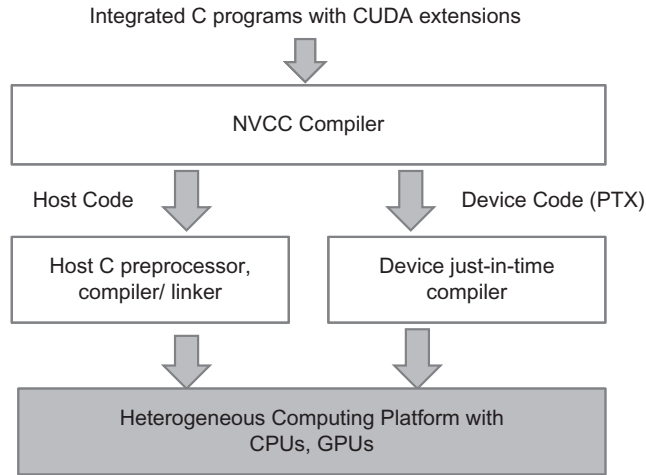 Integrated C programs with CUDA extensions
NVCC Compiler
Host Code
Device Code (PTX)
Host C preprocessor,
compiler/ linker
Device just-in-time
compiler
Heterogeneous Computing Platform with
CPUs, GPUs